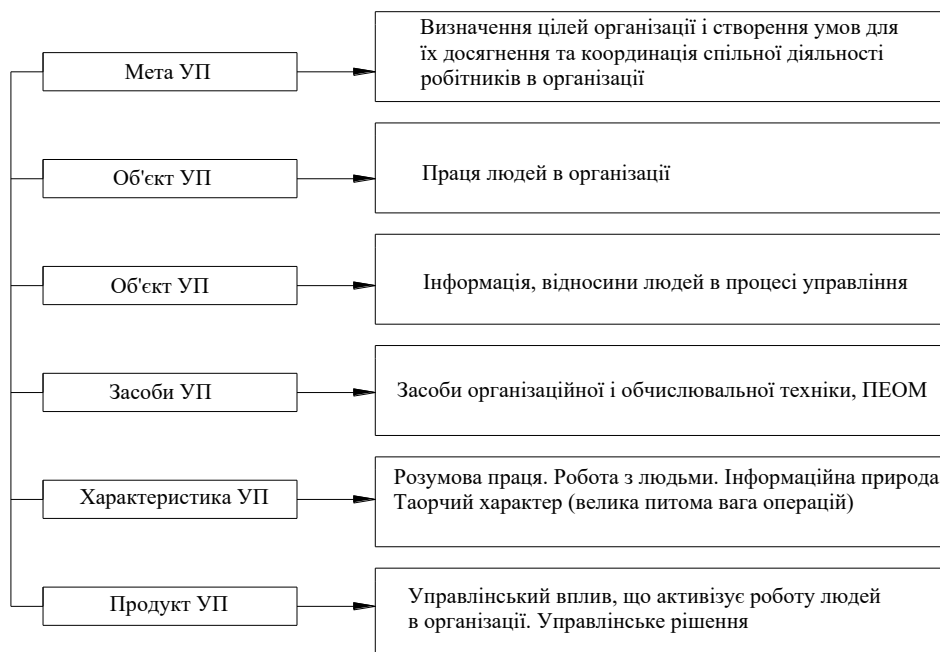 Мета УП
Визначення цілей організації і створення умов для
їх досягнення та координація спільної діяльності
робітників в організації
Об'єкт УП
Праця людей в організації
Об'єкт УП
Інформація, відносини людей в процесі управління
Засоби УП
Засоби організаційної і обчислювальної техніки, ПЕОМ
Характеристика УП
Розумова праця. Робота з людьми. Інформаційна природа.
Таорчий характер (велика питома вага операцій)
Продукт УП
Управлінський вплив, що активізує роботу людей
в організації. Управлінське рішення